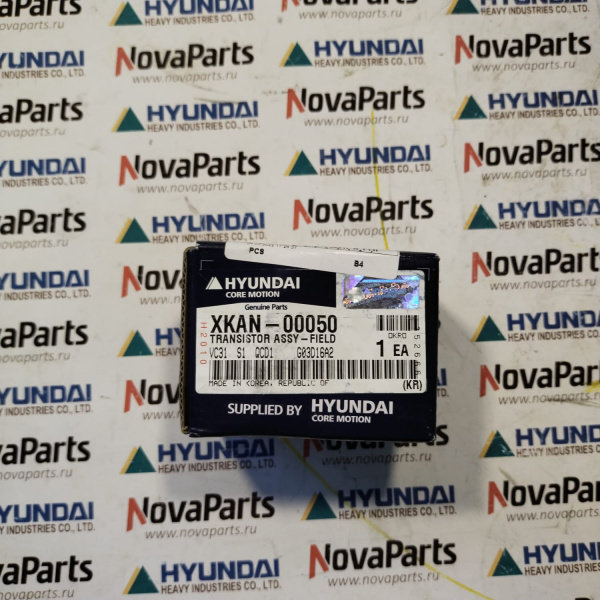 HYUNDAI
HEAVY INDUSTRIES CO., LTD.
NovaParts
www.novaparts.ru
PCS
B4
HYUNDAI
CORE MOTION
Genuine Parts
XKAN-00050
TRANSISTOR ASSY-FIELD
VC31 S1 QCD1 G03D16A2
1 EA
MADE IN KOREA, REPUBLIC OF
(KR)
H2010
DKRD
SUPPLIED BY HYUNDAI
CORE MOTION